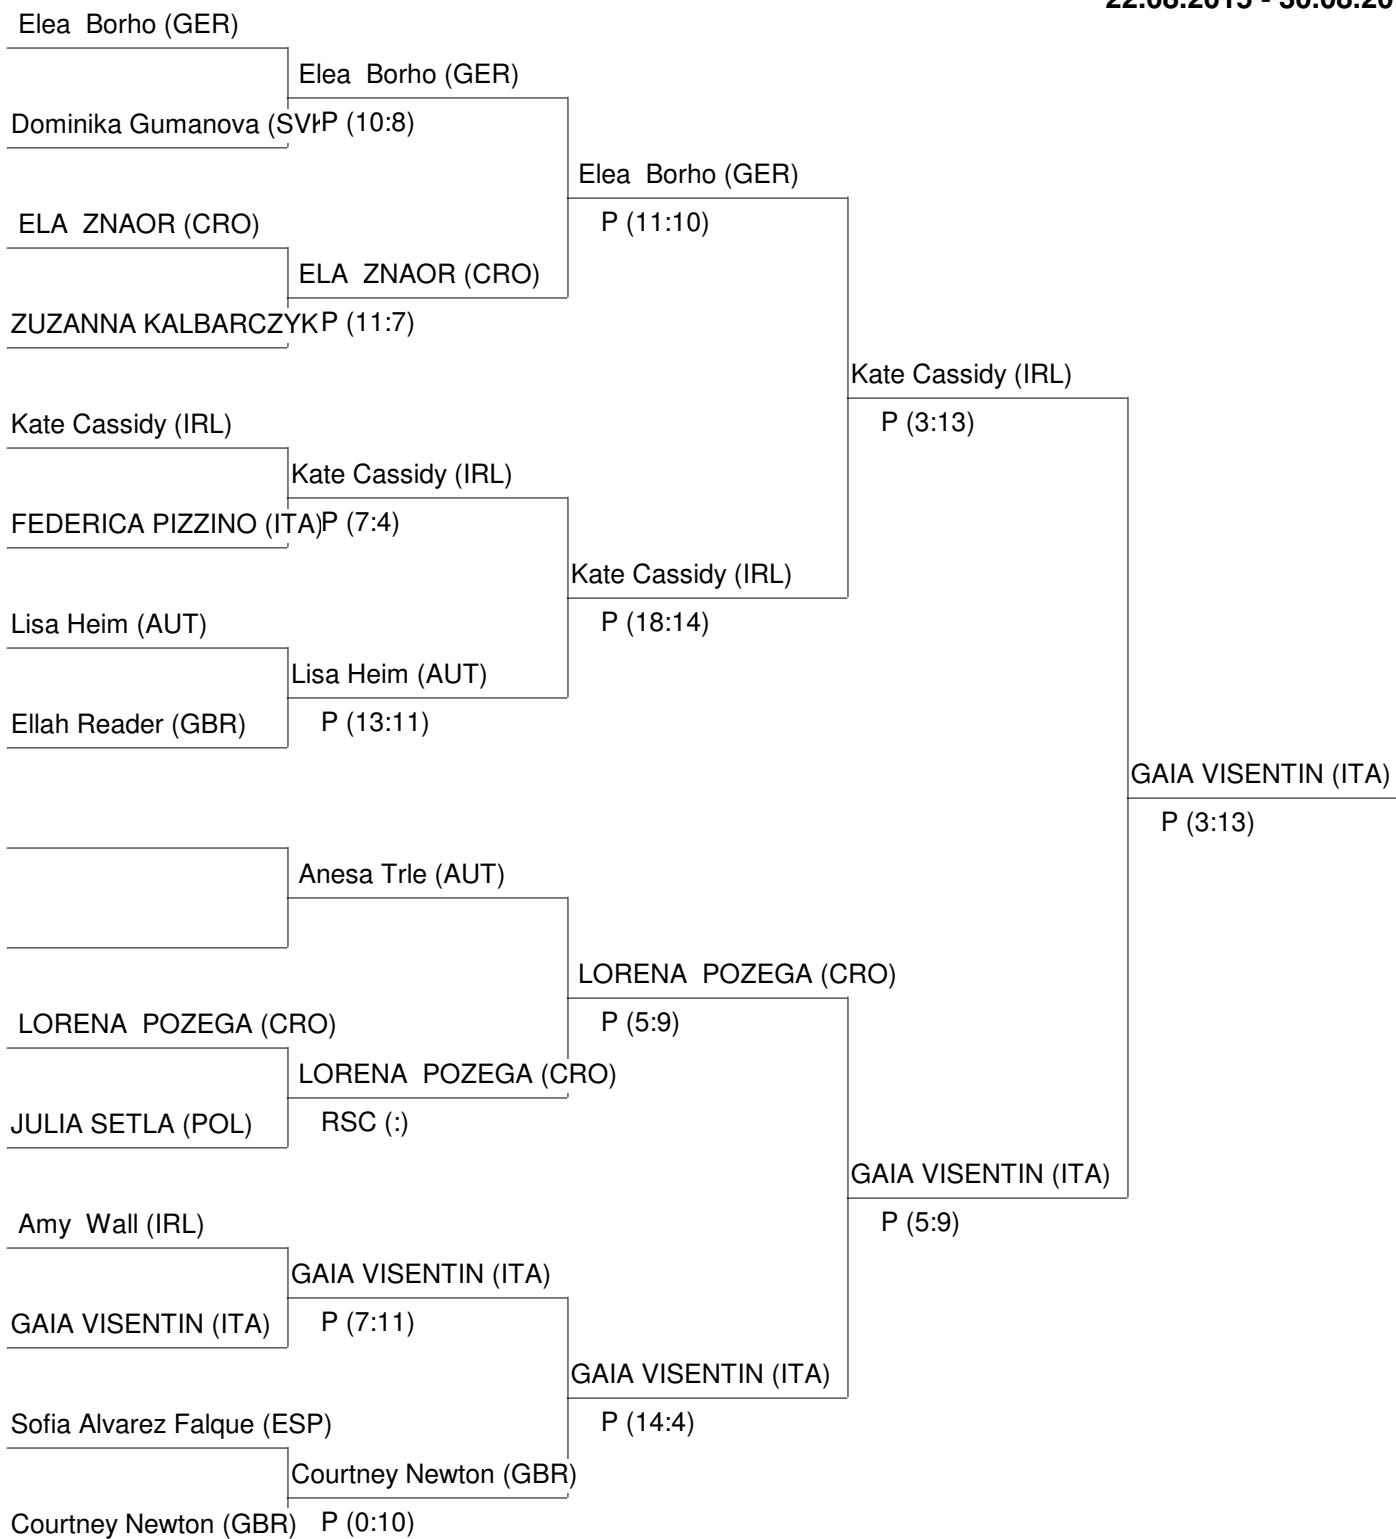 22.08.2015 - 30.08.20
Elea Borho (GER)
Elea Borho (GER)
Dominika Gumanova (SVK P (10:8)
Elea Borho (GER)
ELA ZNAOR (CRO)
P (11:10)
ELA ZNAOR (CRO)
ZUZANNA KALBARCZYK P (11:7)
Kate Cassidy (IRL)
Kate Cassidy (IRL)
P (3:13)
Kate Cassidy (IRL)
FEDERICA PIZZINO (ITA) P (7:4)
Kate Cassidy (IRL)
Lisa Heim (AUT)
P (18:14)
Lisa Heim (AUT)
Ellah Reader (GBR)
P (13:11)
GAIA VISENTIN (ITA)
P (3:13)
Anesa Trle (AUT)
LORENA POZEGA (CRO)
LORENA POZEGA (CRO)
P (5:9)
LORENA POZEGA (CRO)
JULIA SETLA (POL)
RSC (:)
GAIA VISENTIN (ITA)
Amy Wall (IRL)
P (5:9)
GAIA VISENTIN (ITA)
GAIA VISENTIN (ITA)
P (7:11)
GAIA VISENTIN (ITA)
Sofia Alvarez Falque (ESP)
P (14:4)
Courtney Newton (GBR)
Courtney Newton (GBR) P (0:10)